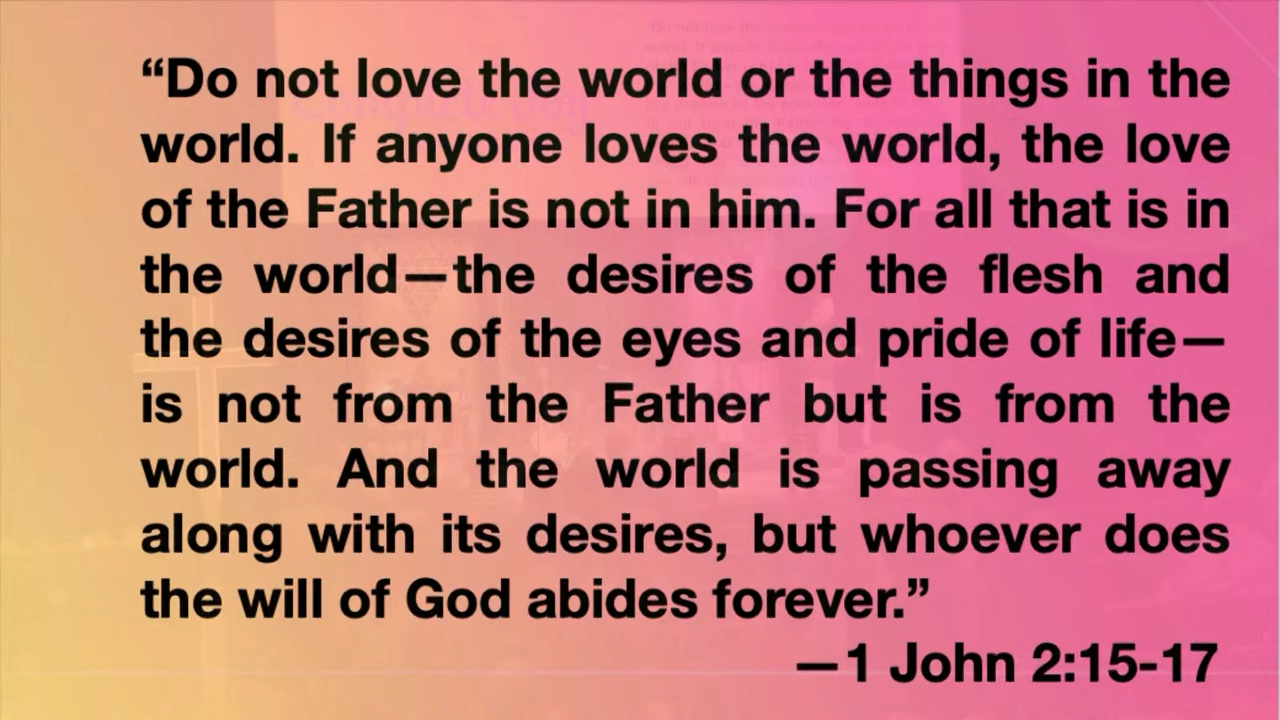 “Do not love the world or the things in the
world. If anyone loves the world, the love
of the Father is not in him. For all that is in
the world—the desires of the flesh and
the desires of the eyes and pride of life—
is not from the Father but is from the
world. And the world is passing away
along with its desires, but whoever does
the will of God abides forever.”
—1 John 2:15-17